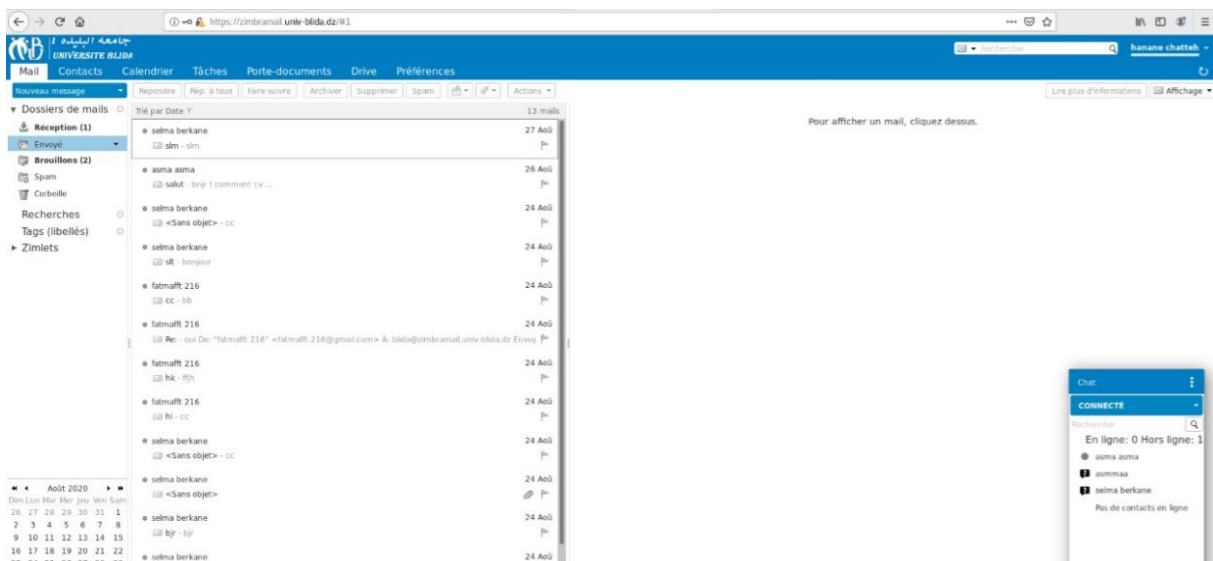 https://zimbramail.univ-blida.dz/#1
جامعة البليدة 1
UNIVERSITE BLIDA
Rechercher
hanane chatteh
Mail Contacts Calendrier Tâches Porte-documents Drive Préférences
Nouveau message Répondre Rép. à tous Faire suivre Archiver Supprimer Spam Actions Lire plus d'informations Affichage
Dossiers de mails
Réception (1)
Envoyé
Brouillons (2)
Spam
Corbeille
Recherches
Tags (libellés)
Zimlets
Trié par Date 13 mails
selma berkane 27 Aoû
slm - slm
asma asma 26 Aoû
salut - bnjr ! comment cv ...
selma berkane 24 Aoû
<Sans objet> - cc
selma berkane 24 Aoû
slt - bonjour
fatmafft 216 24 Aoû
cc - bb
fatmafft 216 24 Aoû
Re: - oui De: "fatmafft 216" <fatmafft.216@gmail.com> À: blida@zimbramail.univ-blida.dz Envoy
fatmafft 216 24 Aoû
hk - ffjh
fatmafft 216 24 Aoû
hi - cc
selma berkane 24 Aoû
<Sans objet> - cc
selma berkane 24 Aoû
<Sans objet>
selma berkane 24 Aoû
bjr - bjr
selma berkane 24 Aoû
Pour afficher un mail, cliquez dessus.
Août 2020
Dim Lun Mar Mer Jeu Ven Sam
26 27 28 29 30 31 1
2 3 4 5 6 7 8
9 10 11 12 13 14 15
16 17 18 19 20 21 22
Chat
CONNECTÉ
Rechercher
En ligne: 0 Hors ligne: 1
asma asma
asmmaa
selma berkane
Pas de contacts en ligne